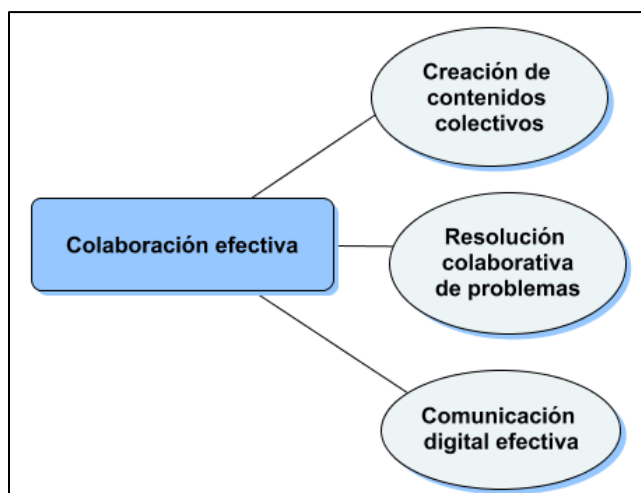 Creación de
contenidos
colectivos
Colaboración efectiva
Resolución
colaborativa
de problemas
Comunicación
digital efectiva